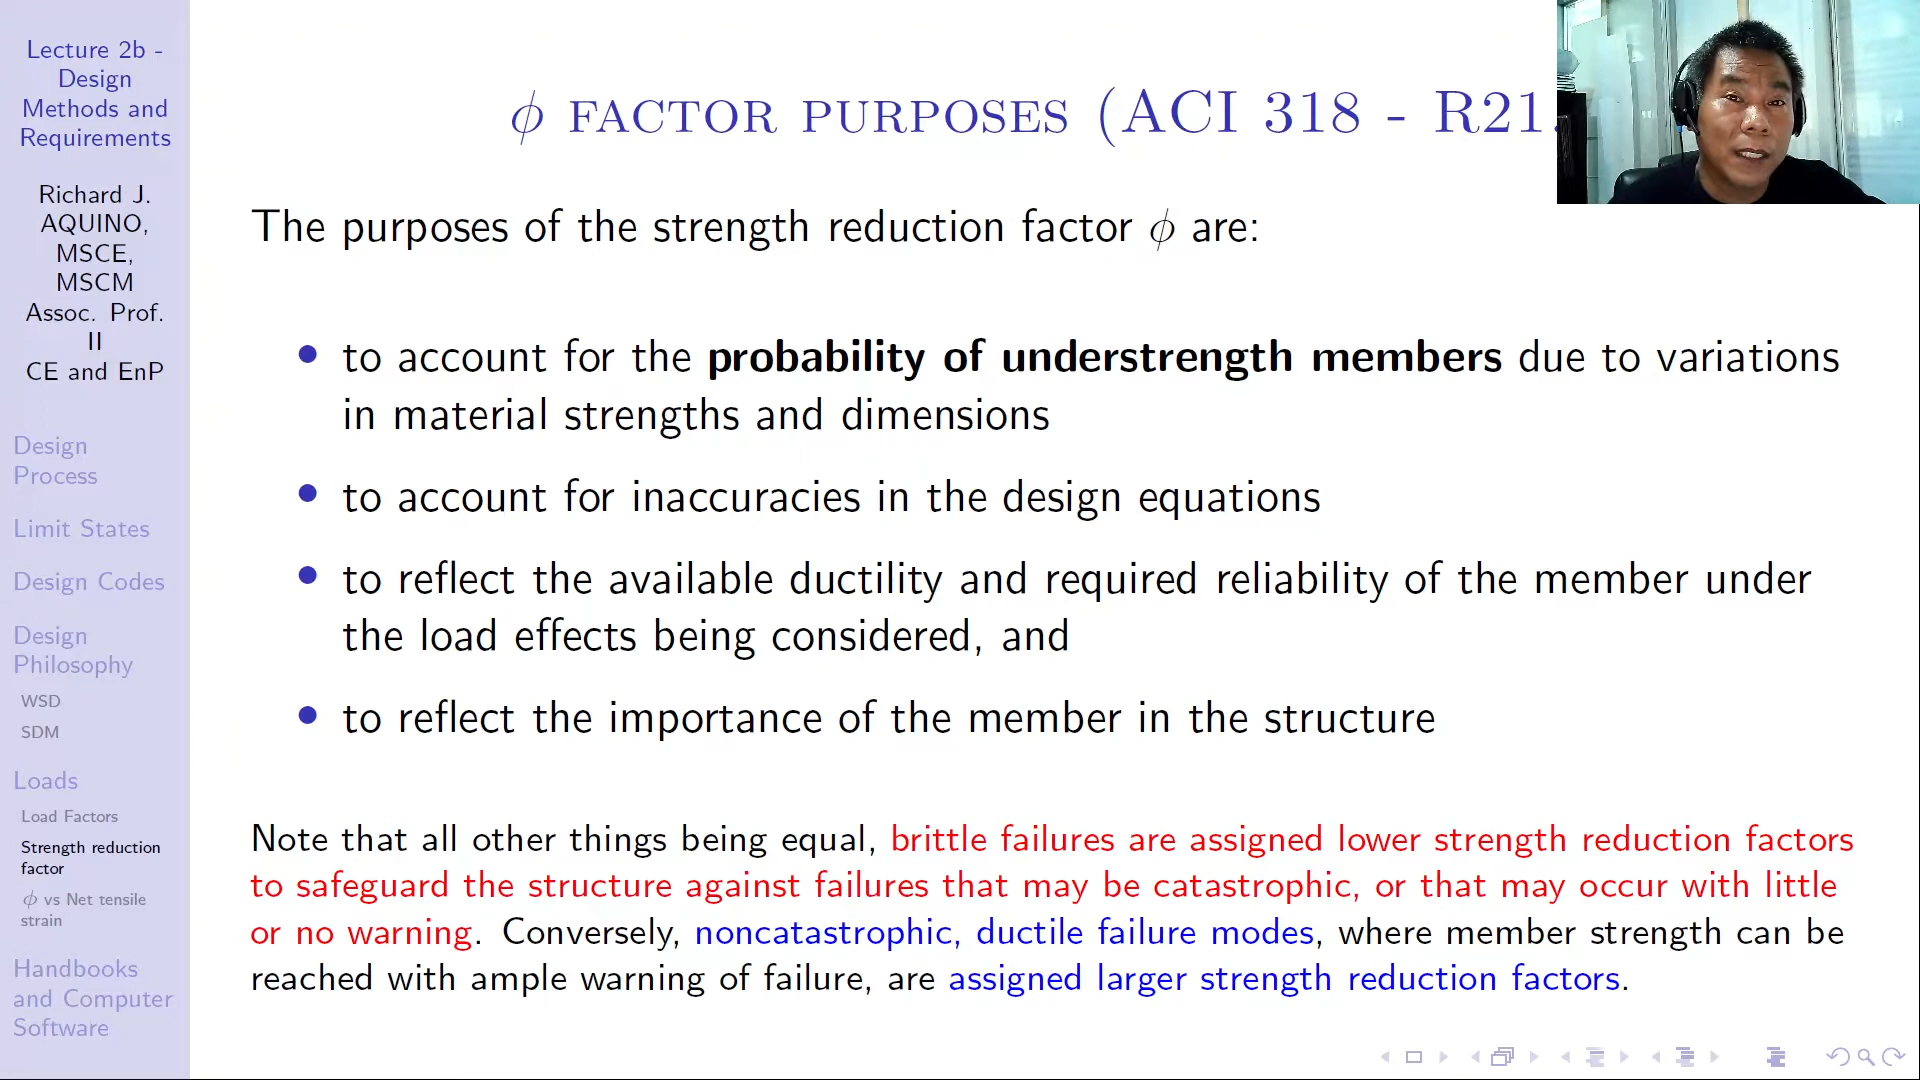 Lecture 2b -
Design
Methods and
Requirements
Richard J.
AQUINO,
MSCE,
MSCM
Assoc. Prof.
II
CE and EnP
Design
Process
Limit States
Design Codes
Design
Philosophy
WSD
SDM
Loads
Load Factors
Strength reduction
factor
ϕ vs Net tensile
strain
Handbooks
and Computer
Software
ϕ FACTOR PURPOSES (ACI 318 - R21.
The purposes of the strength reduction factor ϕ are:
• to account for the probability of understrength members due to variations
in material strengths and dimensions
• to account for inaccuracies in the design equations
• to reflect the available ductility and required reliability of the member under
the load effects being considered, and
• to reflect the importance of the member in the structure
Note that all other things being equal, brittle failures are assigned lower strength reduction factors
to safeguard the structure against failures that may be catastrophic, or that may occur with little
or no warning. Conversely, noncatastrophic, ductile failure modes, where member strength can be
reached with ample warning of failure, are assigned larger strength reduction factors.